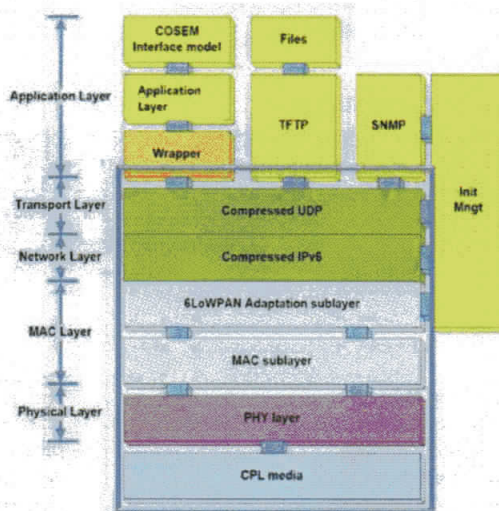 COSEM
Interface model
Files
Application Layer
Application
Layer
TFTP
SNMP
Wrapper
Init
Mngt
Transport Layer
Compressed UDP
Network Layer
Compressed IPv6
6LoWPAN Adaptation sublayer
MAC Layer
MAC sublayer
Physical Layer
PHY layer
CPL media